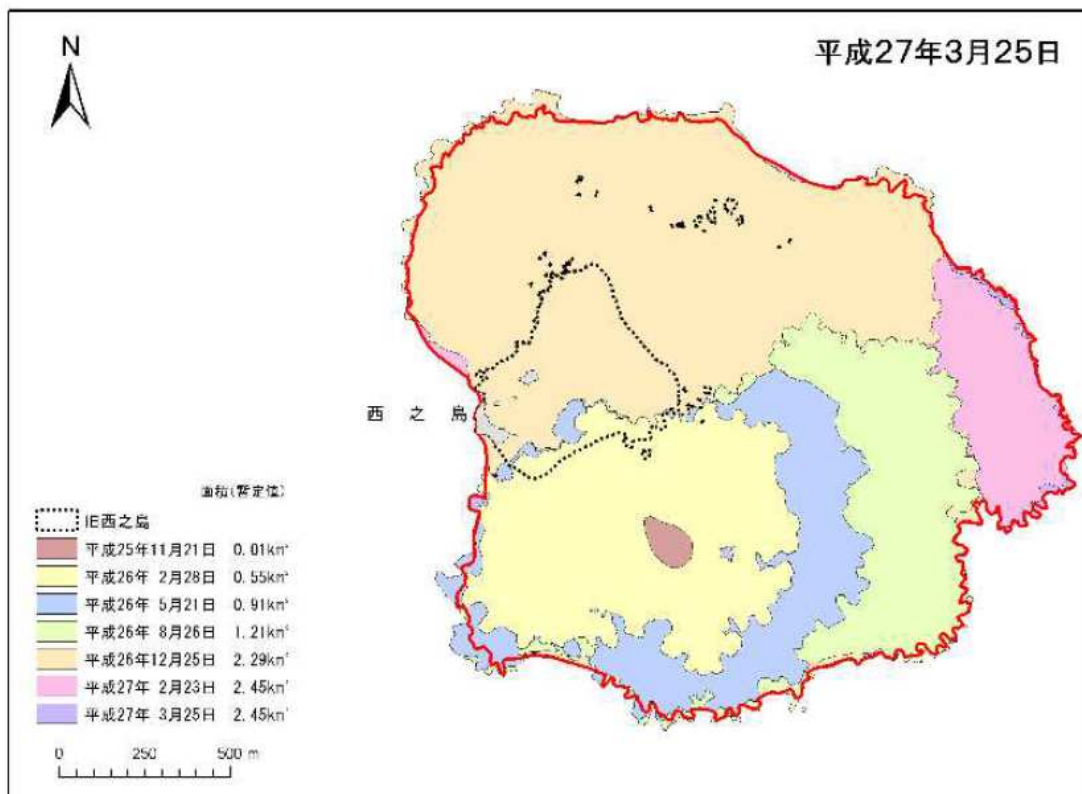 N
平成27年3月25日
西之島
面積(暫定値)
旧西之島
平成25年11月21日 0.01km²
平成26年 2月28日 0.55km²
平成26年 5月21日 0.91km²
平成26年 8月26日 1.21km²
平成26年12月25日 2.29km²
平成27年 2月23日 2.45km²
平成27年 3月25日 2.45km²
0 250 500 m